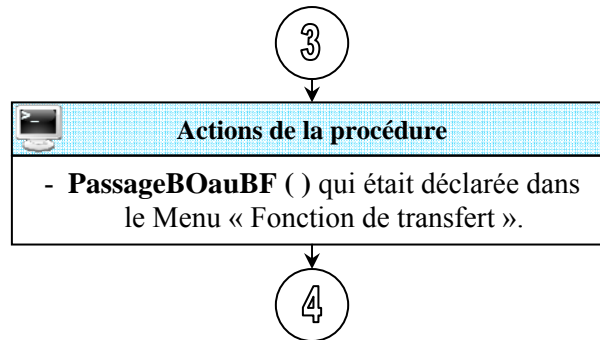 3
>_
Actions de la procédure
- PassageBOauBF ( ) qui était déclarée dans
le Menu « Fonction de transfert ».
4